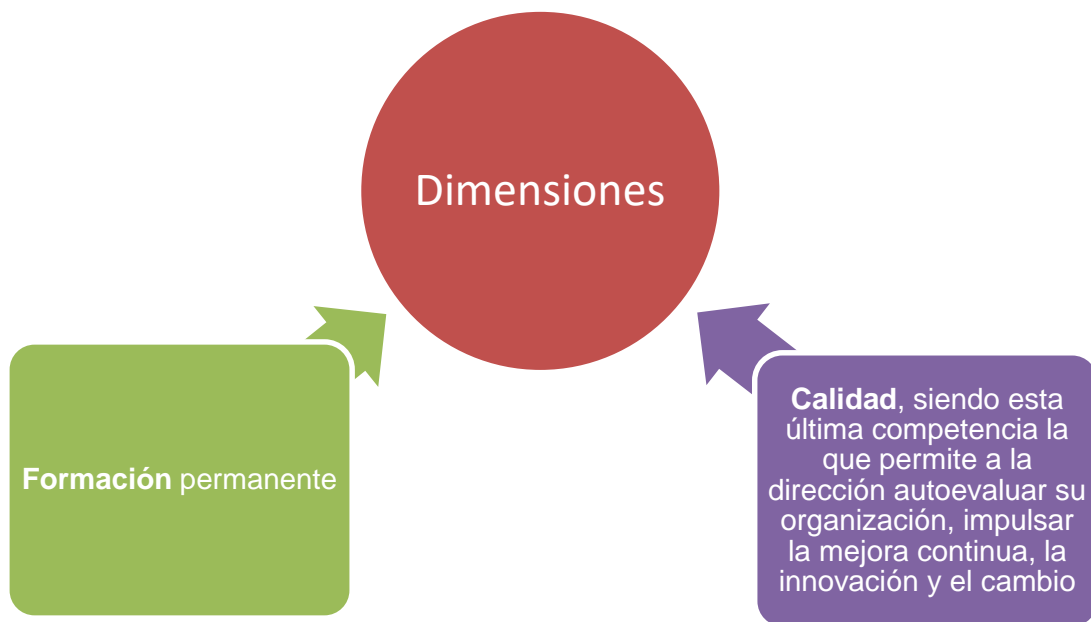 Dimensiones
Formación permanente
Calidad, siendo esta
última competencia la
que permite a la
dirección autoevaluar su
organización, impulsar
la mejora continua, la
innovación y el cambio